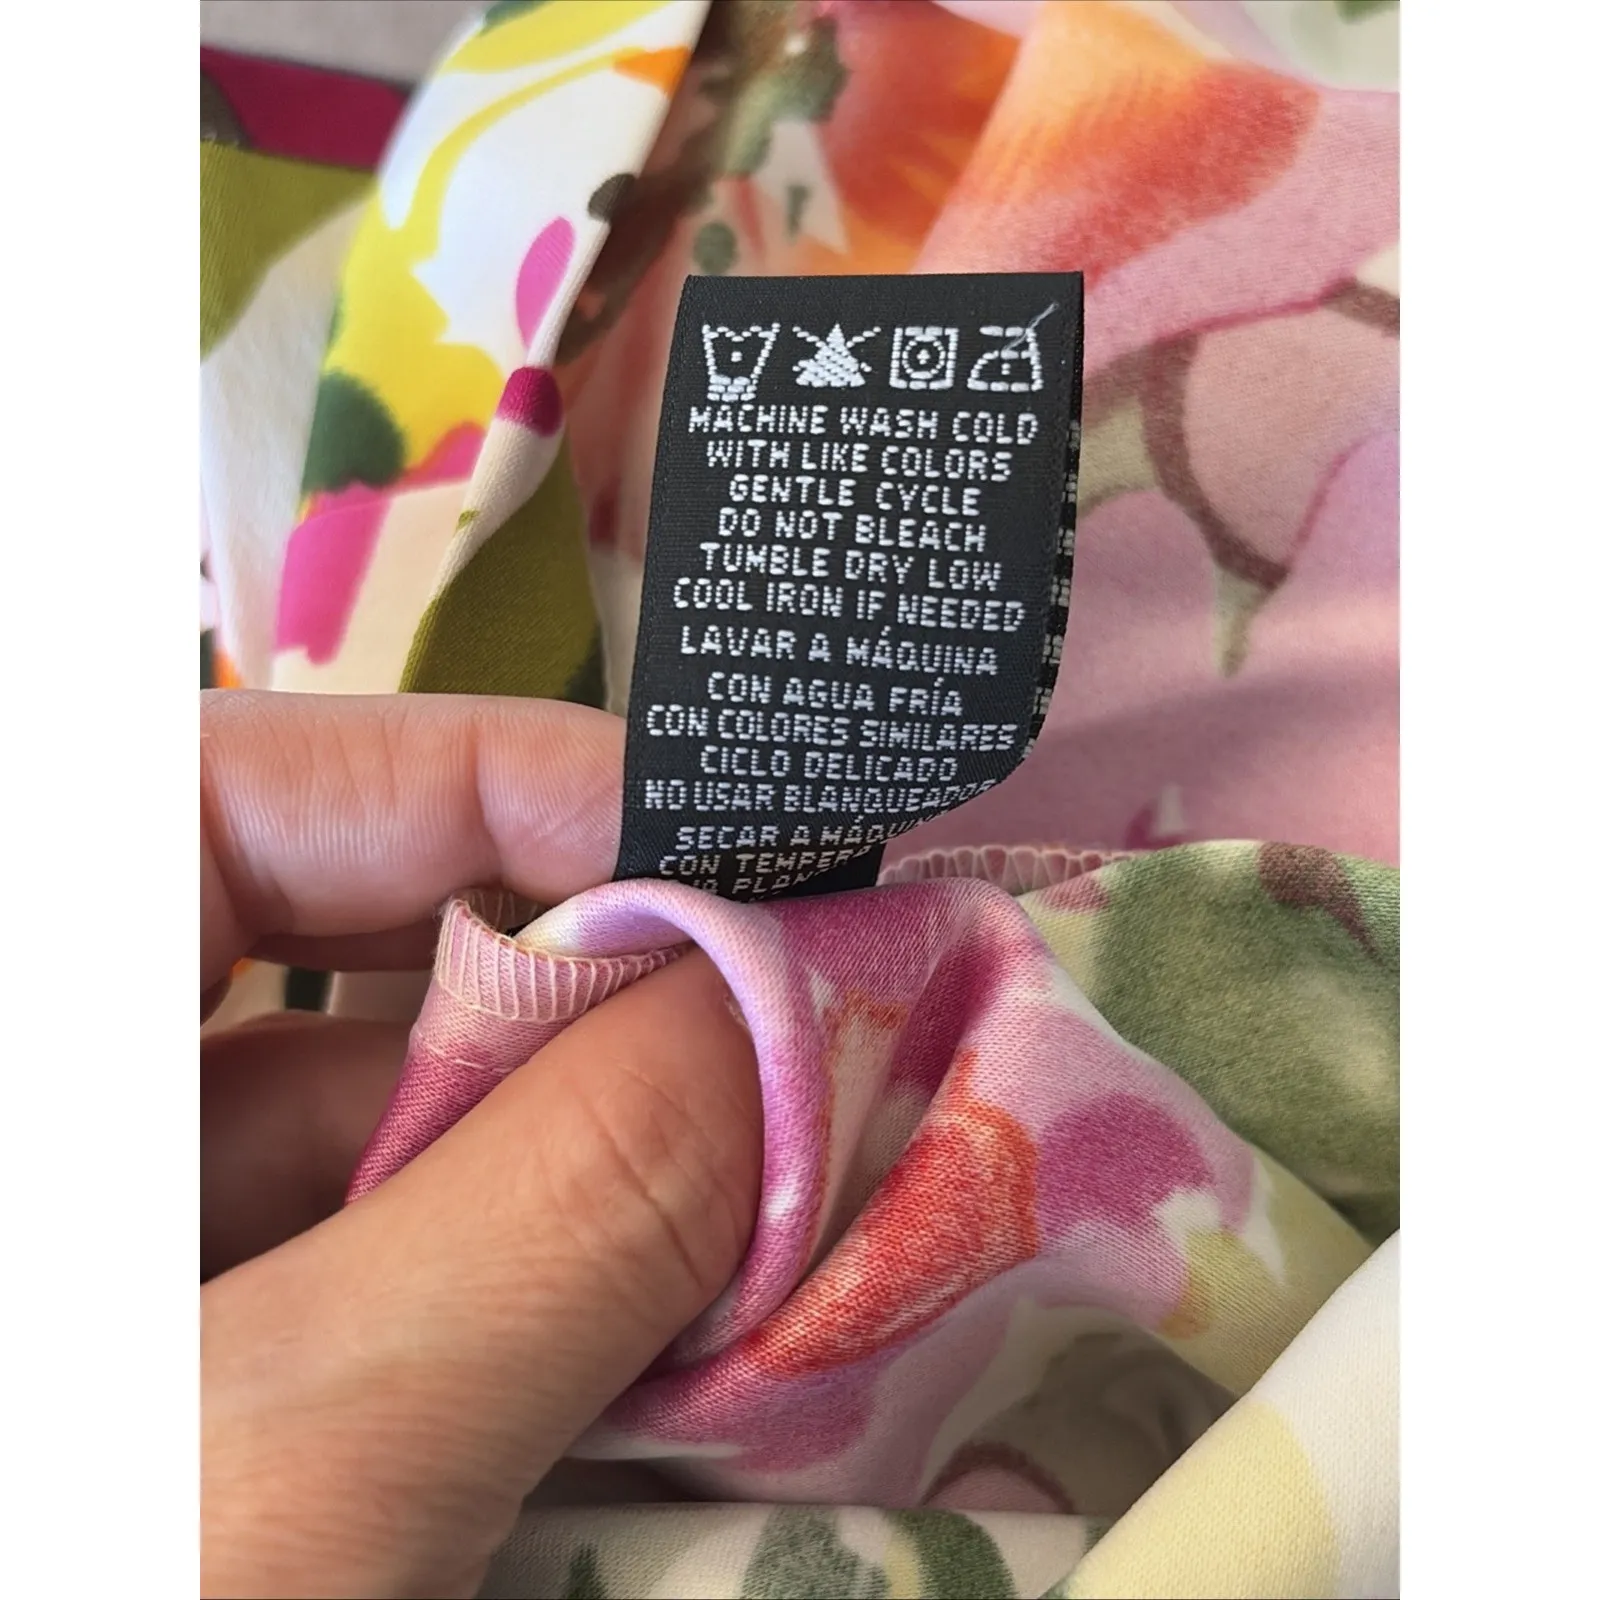 MACHINE WASH COLD
WITH LIKE COLORS
GENTLE CYCLE
DO NOT BLEACH
TUMBLE DRY LOW
COOL IRON IF NEEDED
LAVAR A MÁQUINA
CON AGUA FRÍA
CON COLORES SIMILARES
CICLO DELICADO
NO USAR BLANQUEADOR
SECAR A
CON